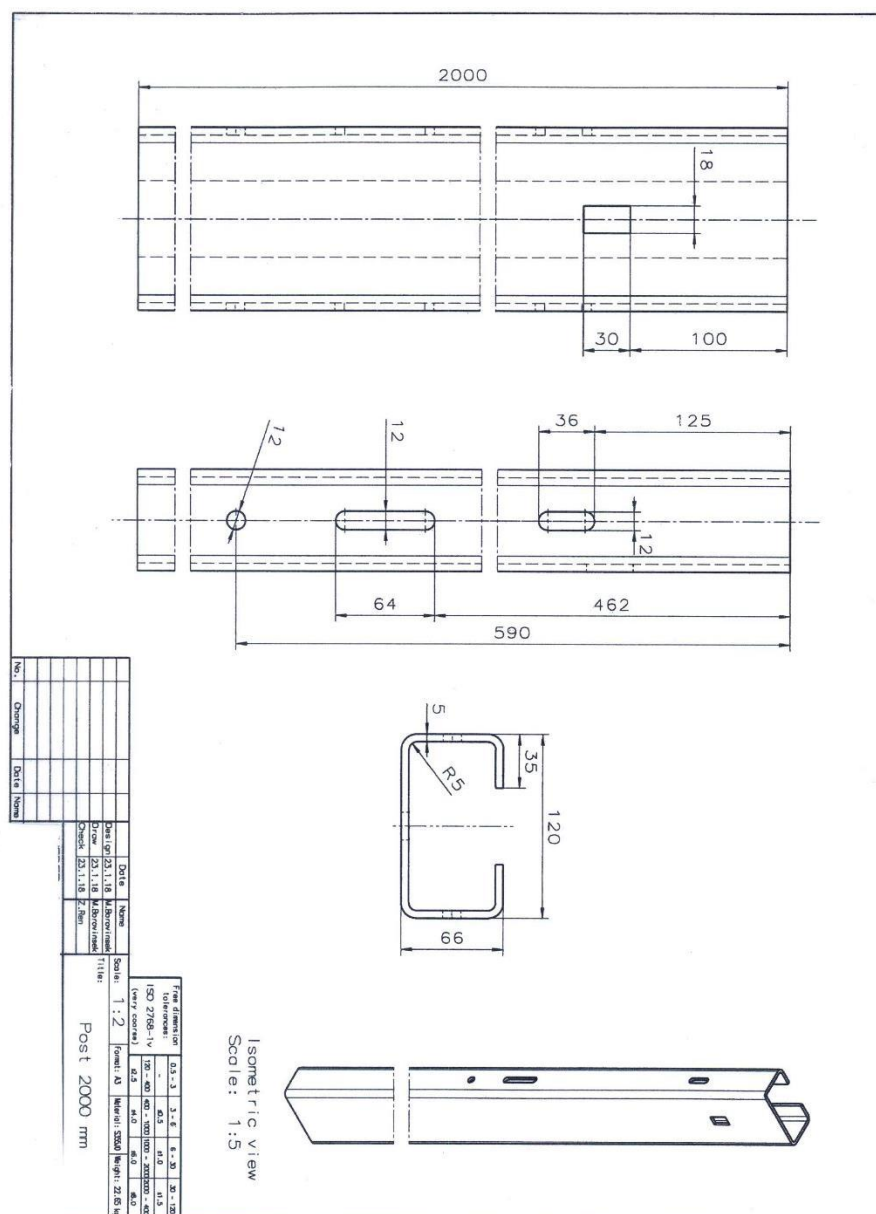 2000
18
30
100
12
12
36
125
12
64
462
590
5
R5
35
120
66
Isometric view
Scale: 1:5
No.
Change
Date
Name
Date
Name
Design
23.1.18
M.Borovinsek
Draw
23.1.18
M.Borovinsek
Check
23.1.18
Z.Ren
Free dimension
tolerances:
ISO 2768-1v
(very coarse)
0.5 - 3
3 - 6
6 - 30
30 - 120
-
±0.5
±1.0
±1.5
120 - 400
400 - 1000
1000 - 2000
±2.5
±4.0
±6.0
±8.0
Scale:
1:2
Format: A3
Material: S355J0
Weight: 22.65
Title:
Post 2000 mm